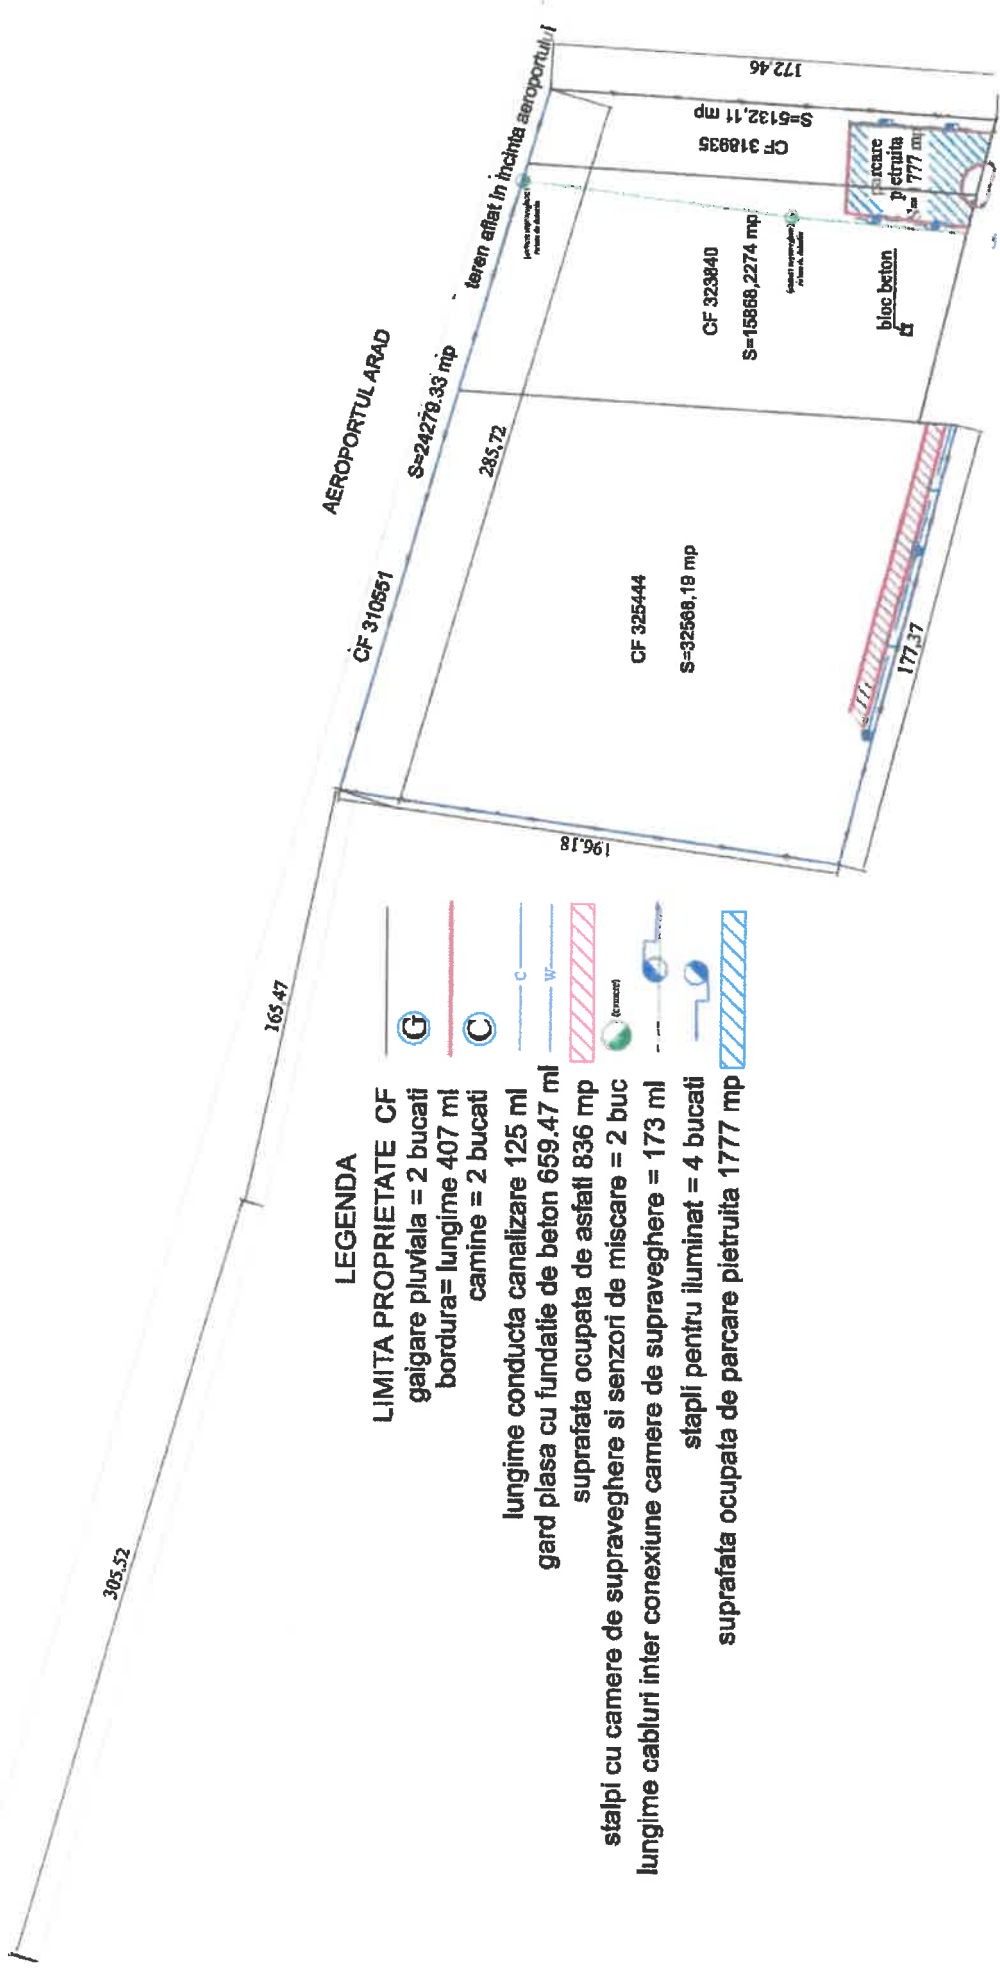 305.52
165.47
AEROPORTUL ARAD
CF 310551
S=24279.33 mp
teren aflat in incinta aeroportului
285,72
172.46
CF 318935
S=5132,11 mp
CF 323840
S=15868,2274 mp
bloc beton
pietruita
777 mp
CF 325444
S=32568,19 mp
177,37
196.18
LEGENDA
LIMITA PROPRIETATE CF
gaigare pluviala = 2 bucati
G
bordura= lungime 407 ml
camine = 2 bucati
C
lungime conducta canalizare 125 ml
C
gard plasa cu fundatie de beton 659.47 ml
W
suprafata ocupata de asfatl 836 mp
stalpi cu camere de supraveghere si senzori de miscare = 2 buc
(camere)
lungime cabluri inter conexiune camere de supraveghere = 173 ml
stapli pentru iluminat = 4 bucati
suprafata ocupata de parcare pietruita 1777 mp